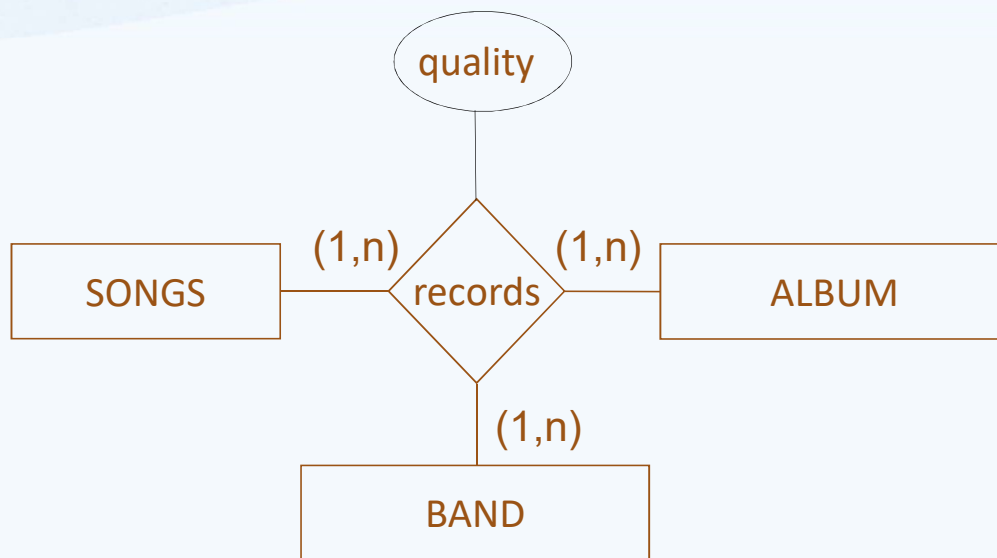 quality
(1,n)
(1,n)
SONGS
records
ALBUM
(1,n)
BAND